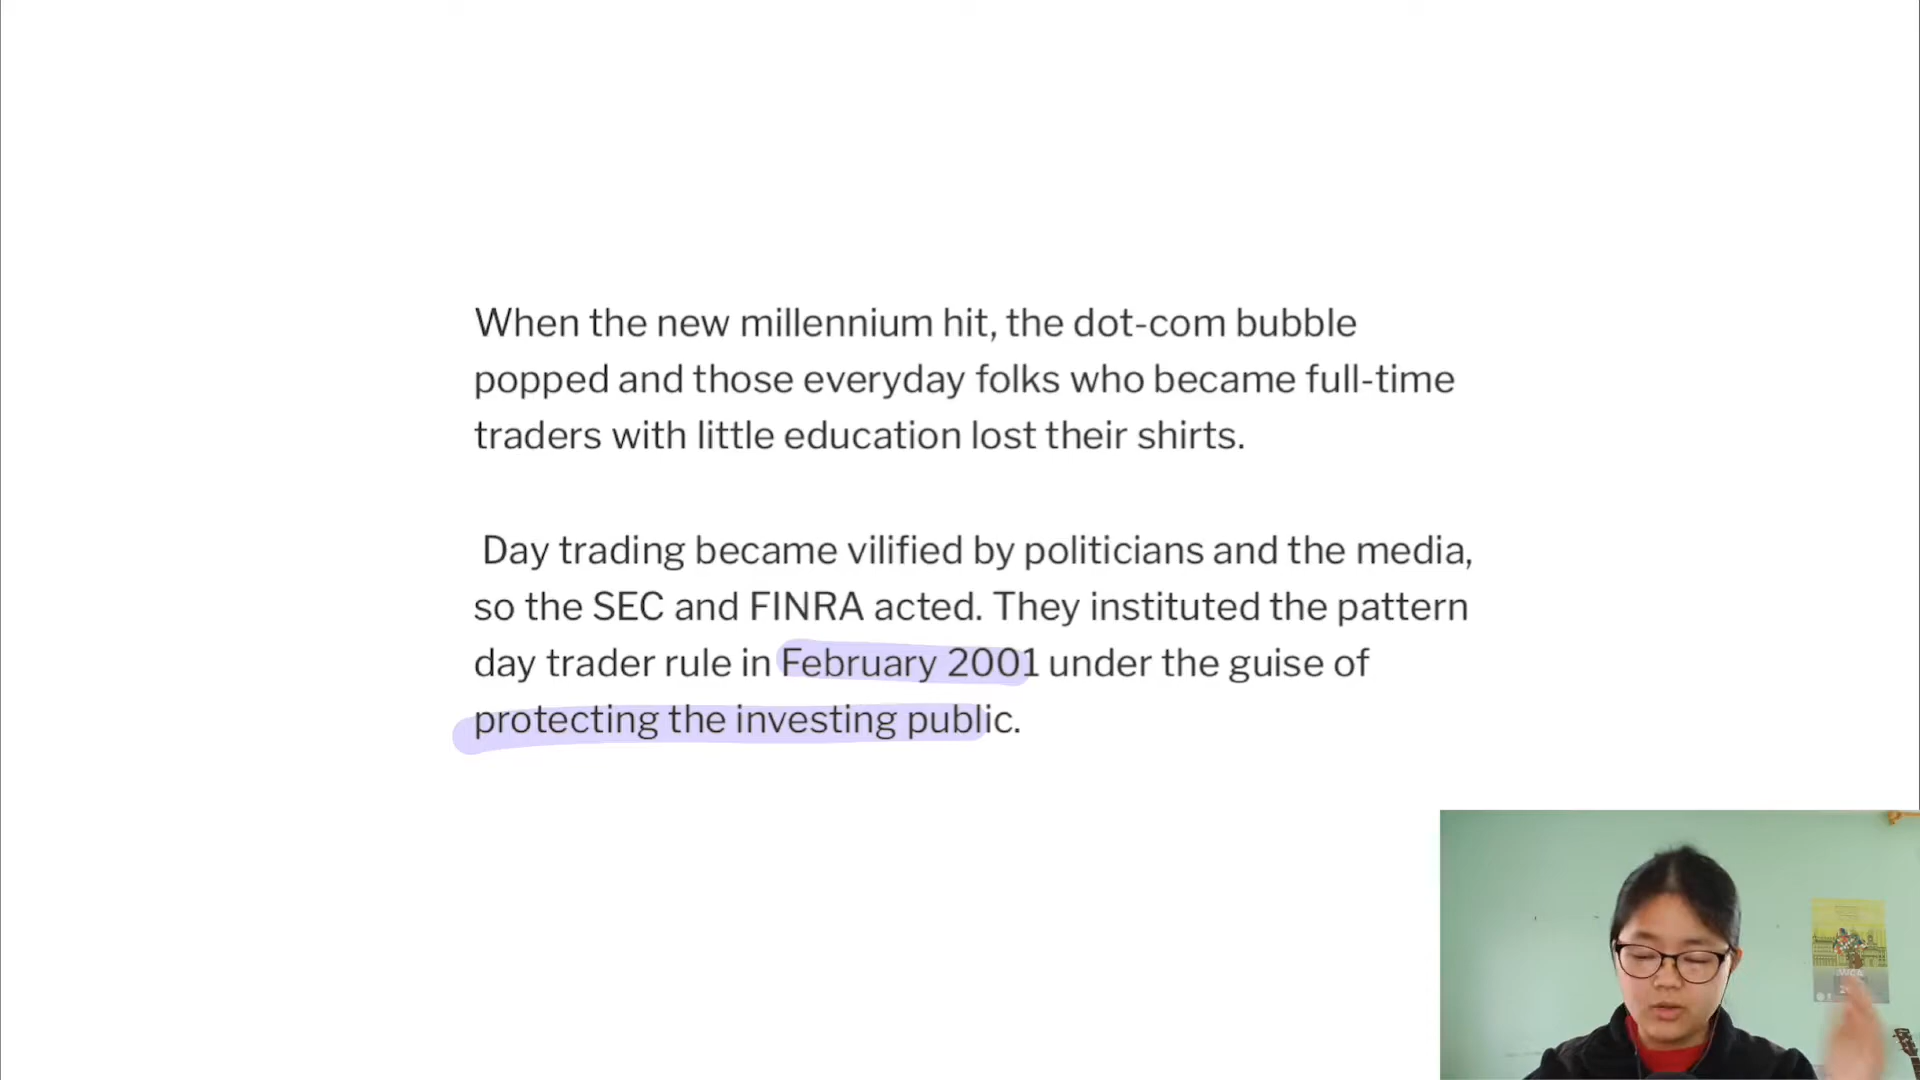 When the new millennium hit, the dot-com bubble
popped and those everyday folks who became full-time
traders with little education lost their shirts.
Day trading became vilified by politicians and the media,
so the SEC and FINRA acted. They instituted the pattern
day trader rule in February 2001 under the guise of
protecting the investing public.